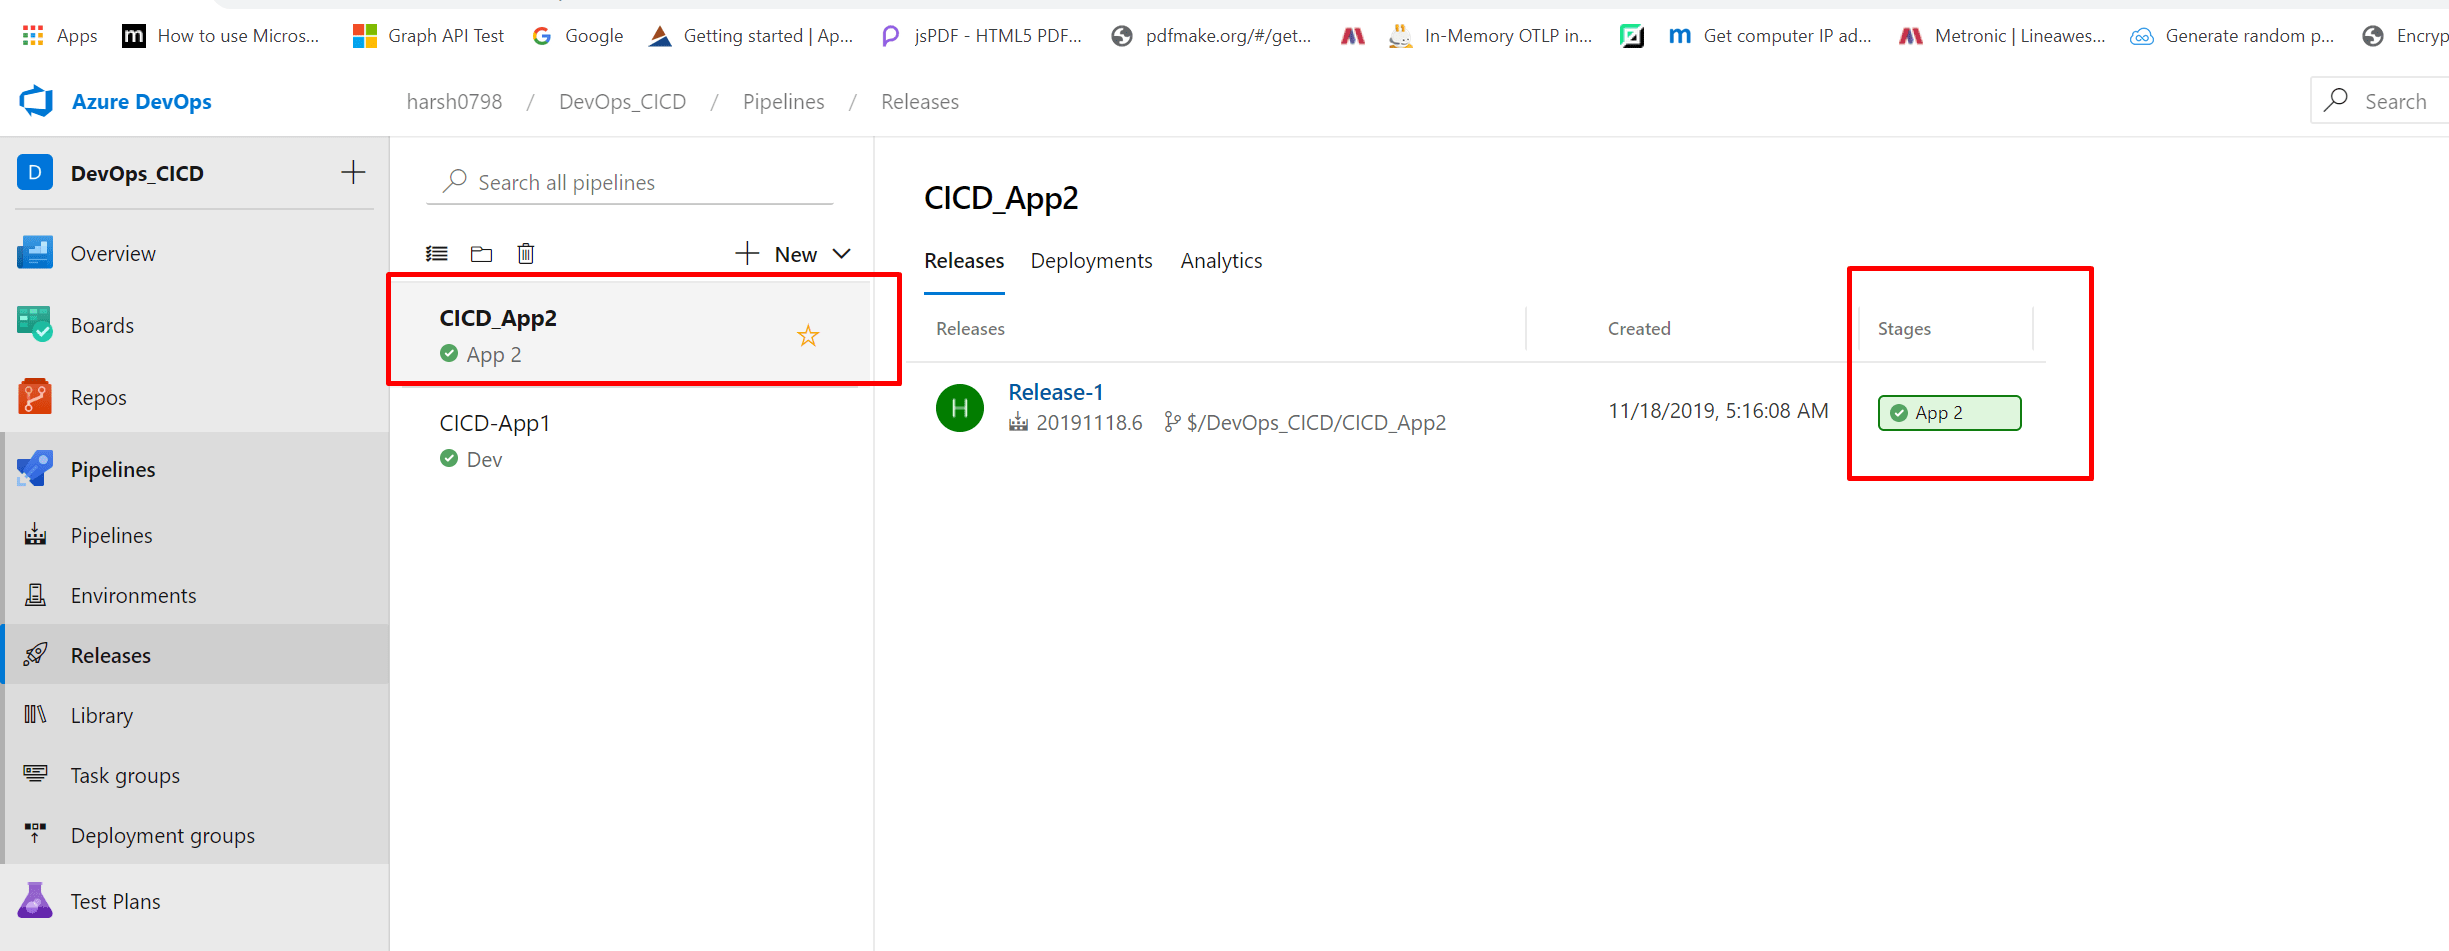 Apps
m How to use Micros...
Graph API Test
Google
Getting started | Ap...
jsPDF - HTML5 PDF...
pdfmake.org/#/get...
In-Memory OTLP in...
m Get computer IP ad...
Metronic | Lineawes...
Generate random p...
Encryp
Azure DevOps
harsh0798 / DevOps_CICD / Pipelines / Releases
Search
D DevOps_CICD
Overview
Boards
Repos
Pipelines
Pipelines
Environments
Releases
Library
Task groups
Deployment groups
Test Plans
Search all pipelines
New
CICD_App2
App 2
CICD-App1
Dev
CICD_App2
Releases Deployments Analytics
Releases Created Stages
H Release-1
20191118.6 $/DevOps_CICD/CICD_App2
11/18/2019, 5:16:08 AM
App 2